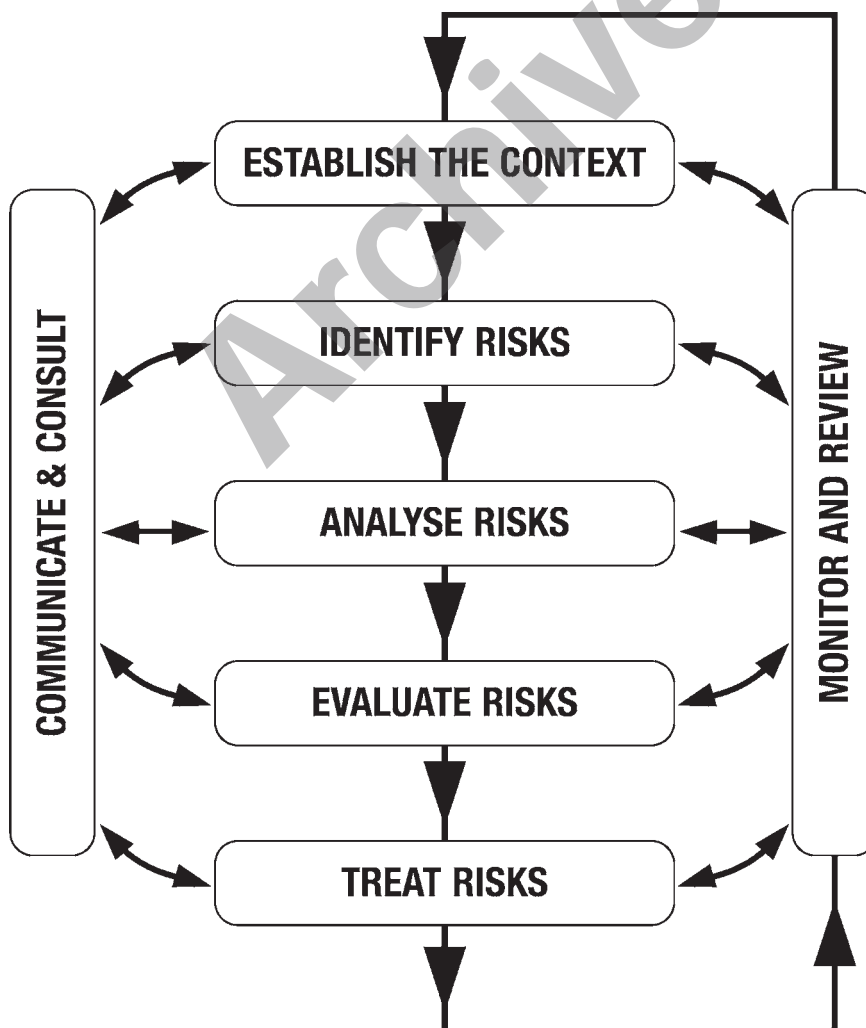 ESTABLISH THE CONTEXT
IDENTIFY RISKS
ANALYSE RISKS
EVALUATE RISKS
TREAT RISKS
COMMUNICATE & CONSULT
MONITOR AND REVIEW
Archive